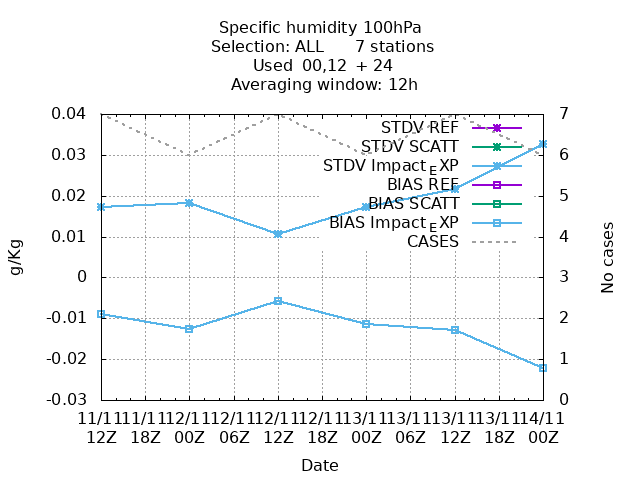 Specific humidity 100hPa
Selection: ALL 7 stations
Used 00,12 + 24
Averaging window: 12h
0.04
0.03
0.02
0.01
0
-0.01
-0.02
-0.03
g/Kg
STDV REF
STDV SCATT
STDV Impact_EXP
BIAS REF
BIAS SCATT
BIAS Impact_EXP
CASES
7
6
5
4
3
2
1
0
No cases
11/11 11/11 12/11 12/11 12/11 12/11 13/11 13/11 13/11 13/11 14/11
12Z 18Z 00Z 06Z 12Z 18Z 00Z 06Z 12Z 18Z 00Z
Date